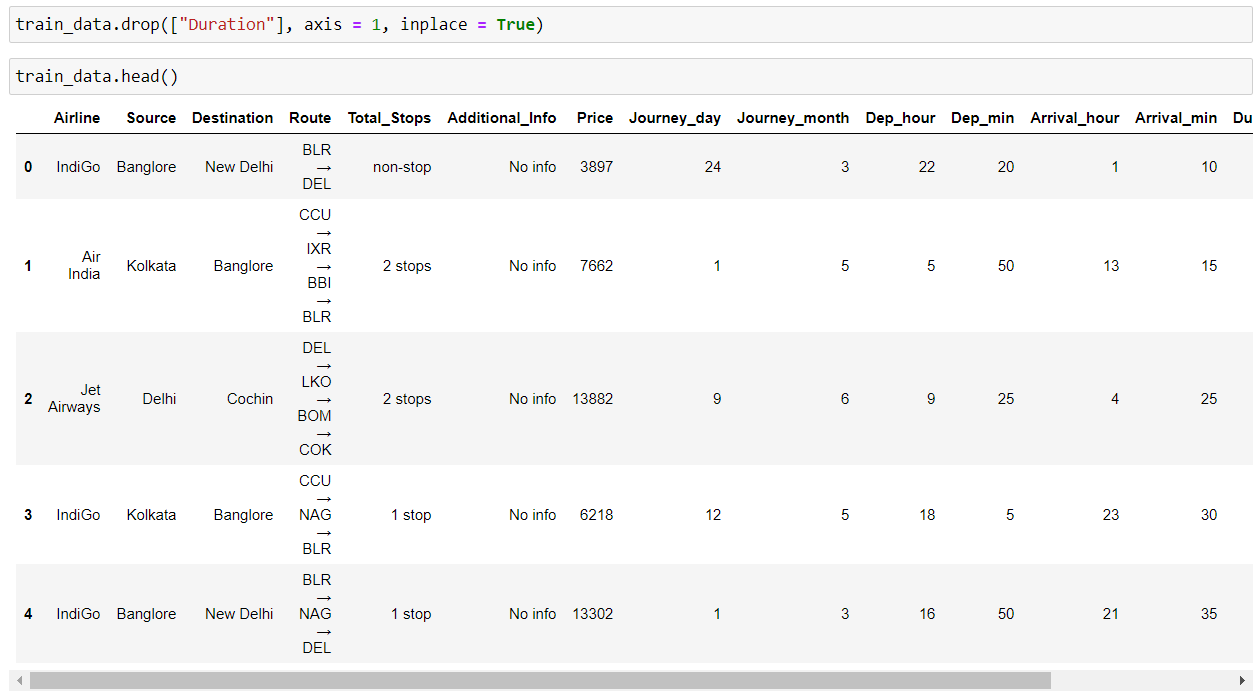 train_data.drop(["Duration"], axis = 1, inplace = True)
train_data.head()
Airline Source Destination Route Total_Stops Additional_Info Price Journey_day Journey_month Dep_hour Dep_min Arrival_hour Arrival_min Du
0 IndiGo Banglore New Delhi BLR → DEL non-stop No info 3897 24 3 22 20 1 10
1 Air India Kolkata Banglore CCU → IXR → BBI → BLR 2 stops No info 7662 1 5 5 50 13 15
2 Jet Airways Delhi Cochin DEL → LKO → BOM → COK 2 stops No info 13882 9 6 9 25 4 25
3 IndiGo Kolkata Banglore CCU → NAG → BLR 1 stop No info 6218 12 5 18 5 23 30
4 IndiGo Banglore New Delhi BLR → NAG → DEL 1 stop No info 13302 1 3 16 50 21 35